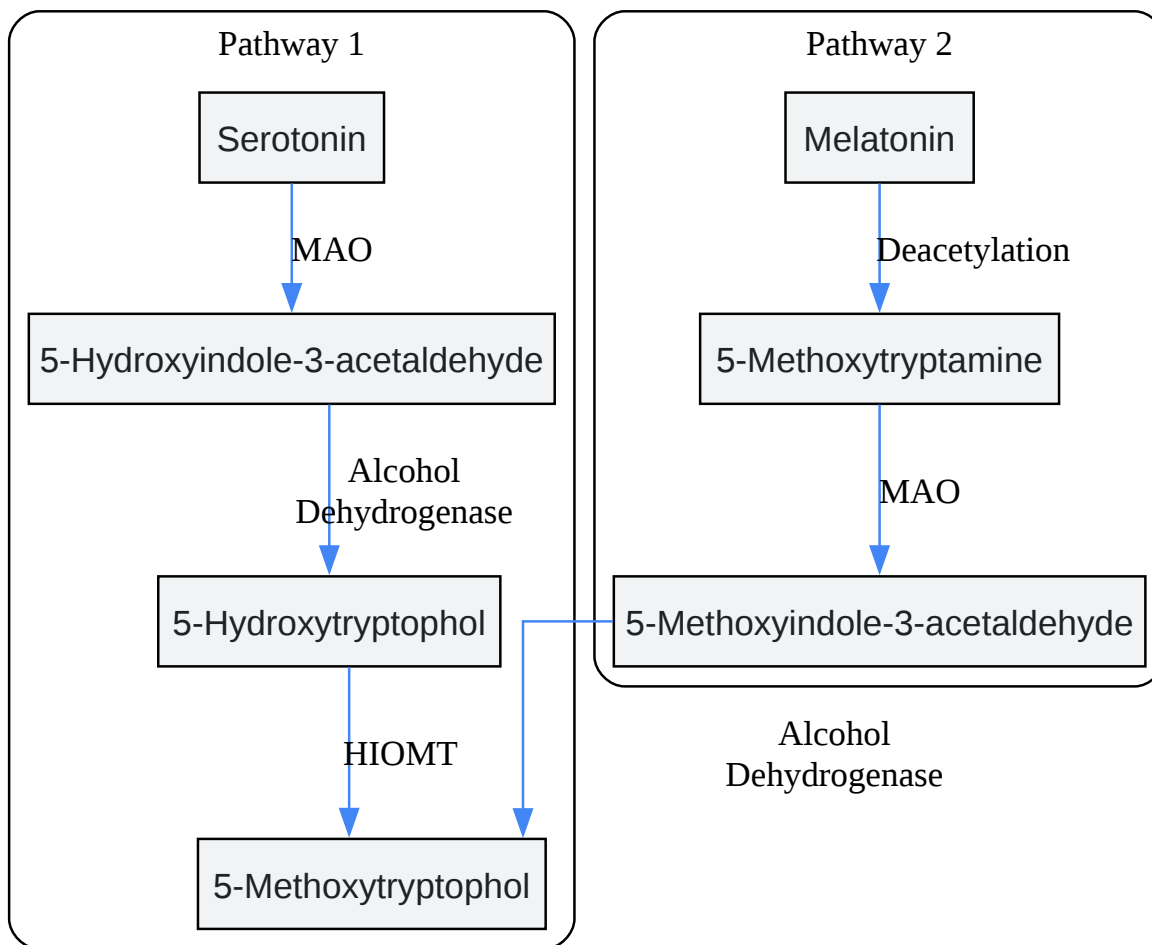 Pathway 1
Serotonin
MAO
5-Hydroxyindole-3-acetaldehyde
Alcohol
Dehydrogenase
5-Hydroxytryptophol
HIOMT
5-Methoxytryptophol
Pathway 2
Melatonin
Deacetylation
5-Methoxytryptamine
MAO
5-Methoxyindole-3-acetaldehyde
Alcohol
Dehydrogenase